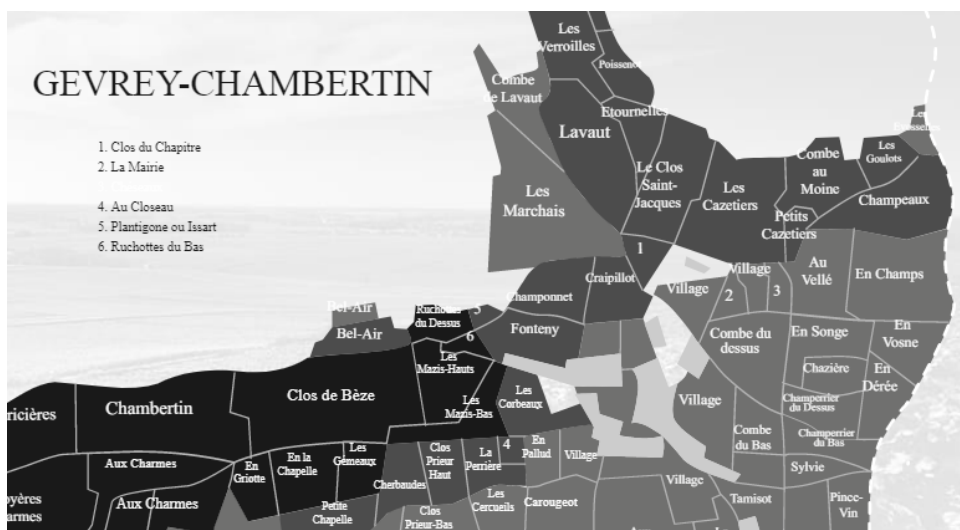 GEVREY-CHAMBERTIN
1. Clos du Chapitre
2. La Mairie
4. Au Closeau
5. Plantigone ou Issart
6. Ruchottes du Bas
Les
Verroilles
Poissenot
Combe
de Lavaut
Etournelles
Lavaut
Les
Marchais
Le Clos
Saint-
Jacques
Les
Cazetiers
Combe
au
Moine
Petits
Cazetiers
Les
Goulots
Champeaux
1
Craipillot
Champonnet
Fonteny
Village
Village
2
3
Au
Vellé
En Champs
Bel-Air
Bel-Air
Ruchottes
du Dessus
5
6
Les
Mazis-Hauts
Les
Mazis-Bas
Les
Corbeaux
Combe du
dessus
En Songe
En
Vosne
Chazière
En
Dérée
Champerrier
du Dessus
Champerrier
du Bas
Village
Combe
du Bas
Sylvie
ricières
Chambertin
Clos de Bèze
Aux Charmes
Aux Charmes
oyères
armes
En
Griotte
En la
Chapelle
Les
Gémeaux
Petite
Chapelle
Cherbaudes
Clos
Prieur
Haut
Clos
Prieur-Bas
La
Perrière
4
En
Pallud
Village
Les
Cercueils
Carougeot
Village
Tamisot
Pince-
Vin